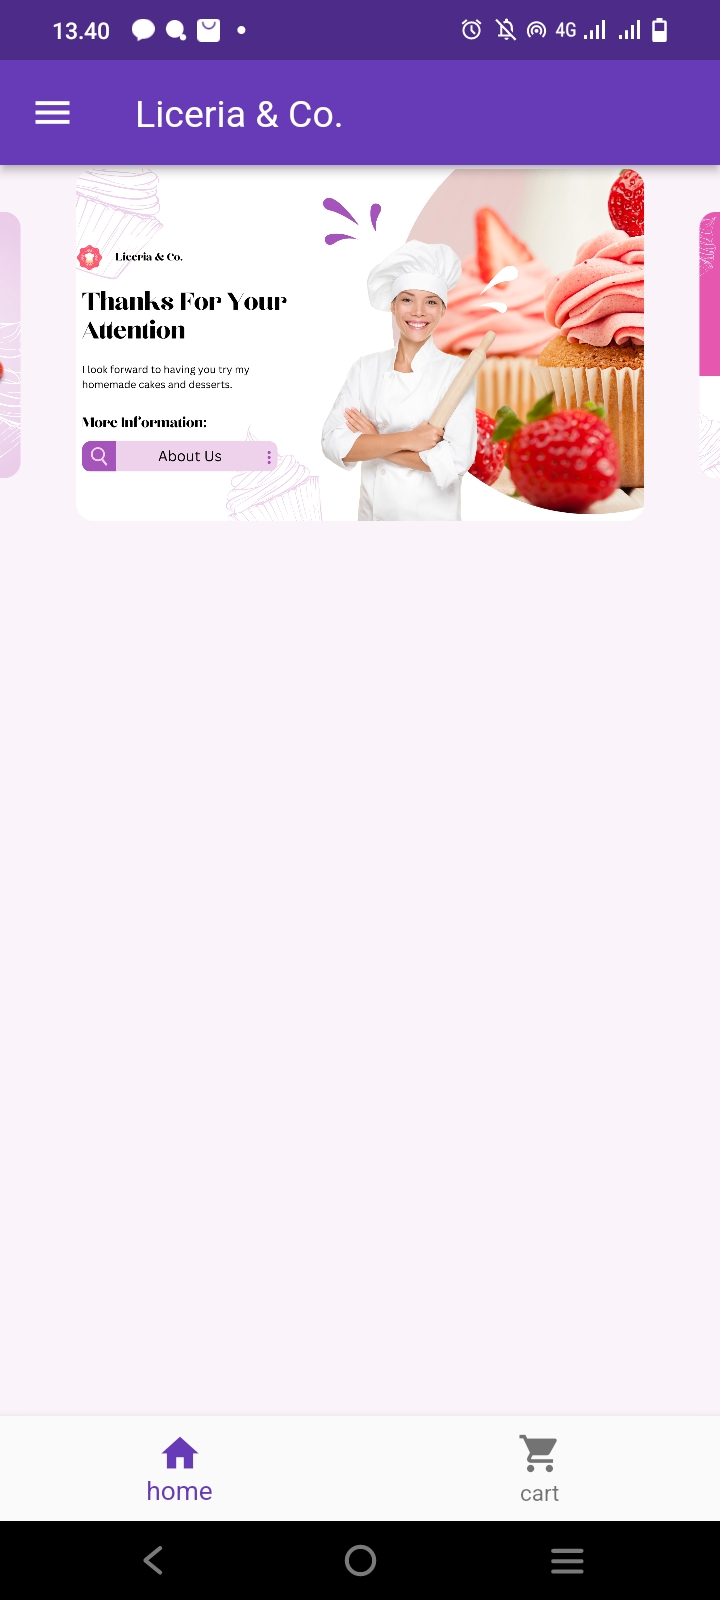 13.40
4G
Liceria & Co.
Liceria & Co.
Thanks For Your
Attention
I look forward to having you try my
homemade cakes and desserts.
More Information:
About Us
home
cart